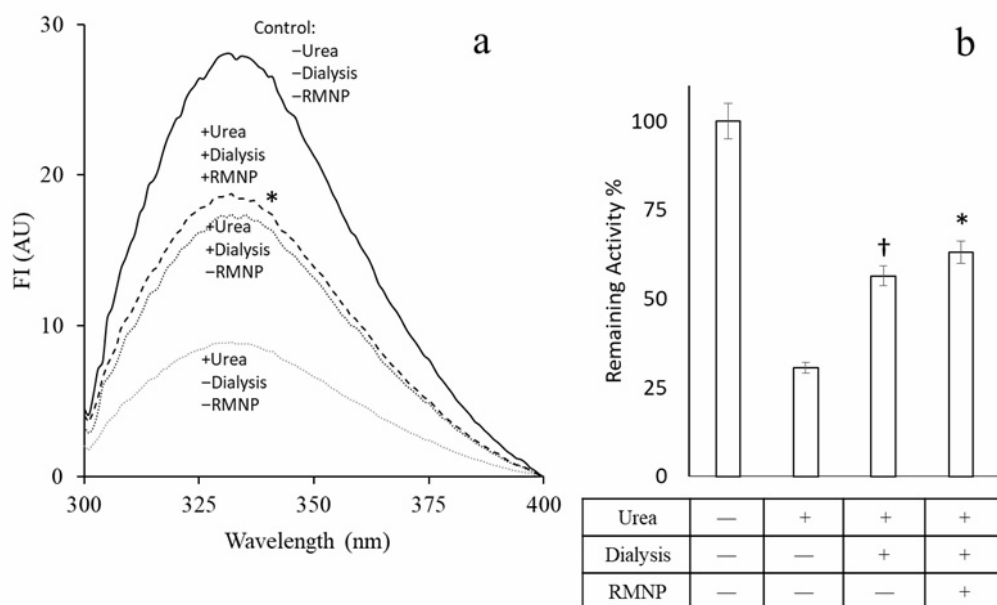 a
Control:
−Urea
−Dialysis
−RMNP
+Urea
+Dialysis
+RMNP
*
+Urea
+Dialysis
−RMNP
+Urea
−Dialysis
−RMNP
30
20
10
0
FI (AU)
300
325
350
375
400
Wavelength (nm)
b
Remaining Activity %
100
75
50
25
0
†
*
Urea — + + +
Dialysis — — + +
RMNP — — — +